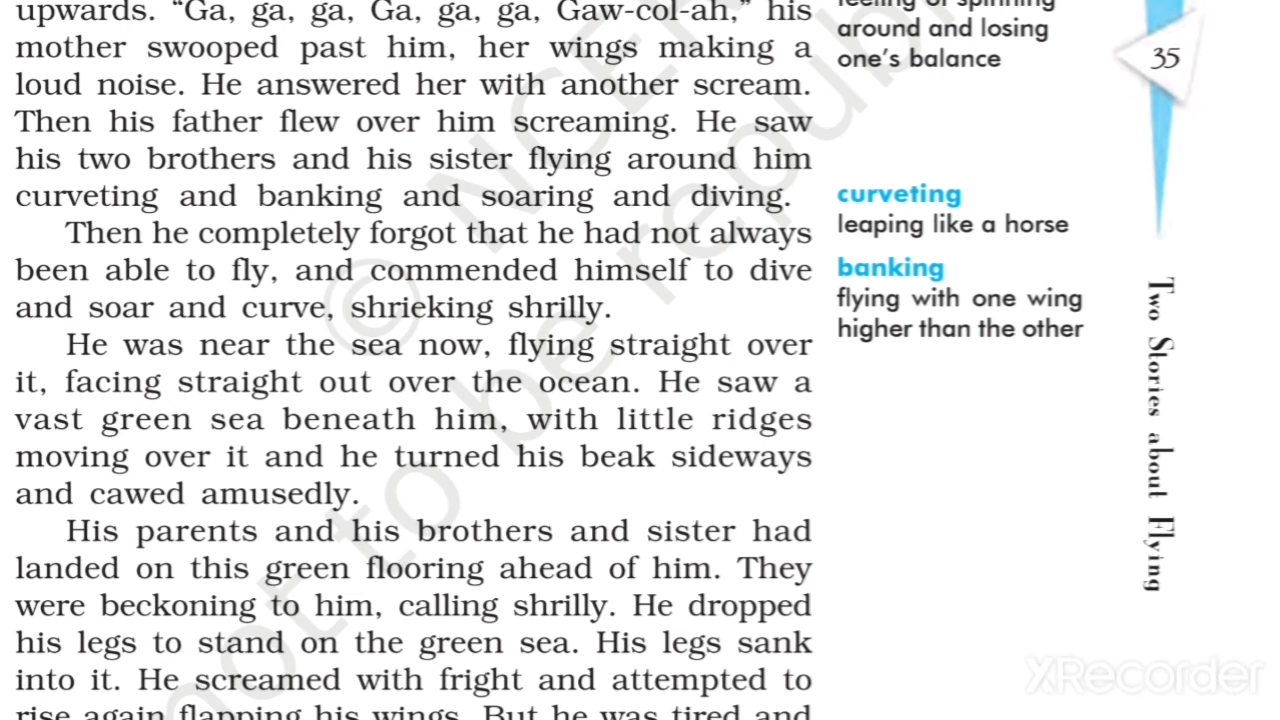 upwards. “Ga, ga, ga, Ga, ga, ga, Gaw-col-ah,” his
mother swooped past him, her wings making a
loud noise. He answered her with another scream.
Then his father flew over him screaming. He saw
his two brothers and his sister flying around him
curveting and banking and soaring and diving.
Then he completely forgot that he had not always
been able to fly, and commended himself to dive
and soar and curve, shrieking shrilly.
He was near the sea now, flying straight over
it, facing straight out over the ocean. He saw a
vast green sea beneath him, with little ridges
moving over it and he turned his beak sideways
and cawed amusedly.
His parents and his brothers and sister had
landed on this green flooring ahead of him. They
were beckoning to him, calling shrilly. He dropped
his legs to stand on the green sea. His legs sank
into it. He screamed with fright and attempted to
rise again flapping his wings. But he was tired and
feeling of spinning
around and losing
one’s balance
curveting
leaping like a horse
banking
flying with one wing
higher than the other
35
Two Stories about Flying
© NCE
not to be republ
XRecorder